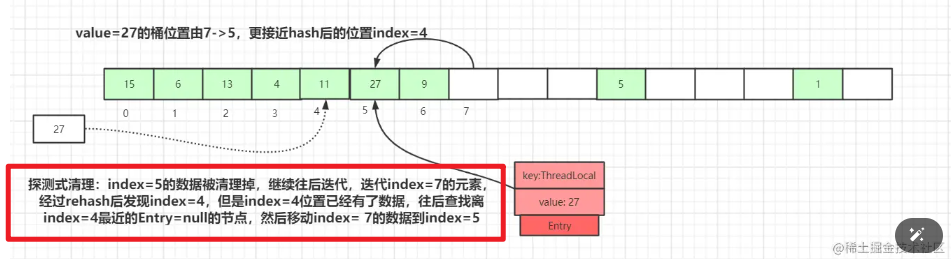 value=27的桶位置由7->5，更接近hash后的位置index=4
15 6 13 4 11 27 9 5 1
0 1 2 3 4 5 6 7
27
探测式清理：index=5的数据被清理掉，继续往后迭代，迭代index=7的元素，
经过rehash后发现index=4，但是index=4位置已经有了数据，往后查找离
index=4最近的Entry=null的节点，然后移动index= 7的数据到index=5
key:ThreadLocal
value: 27
Entry
@稀土掘金技术社区